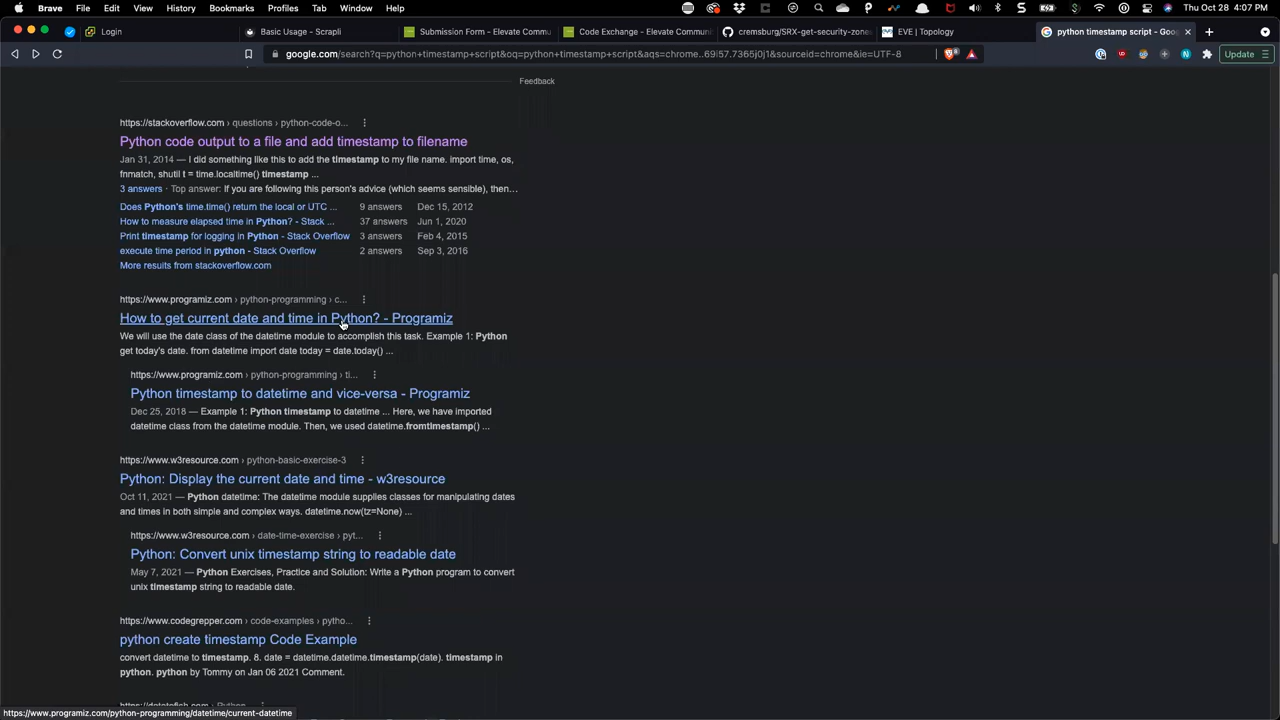 Brave File Edit View History Bookmarks Profiles Tab Window Help Thu Oct 28 4:07 PM
Login Basic Usage — Scrapli Submission Form - Elevate Commu Code Exchange - Elevate Commun cremsburg/SRX-get-security-zones EVE | Topology python timestamp script - Goo
google.com/search?q=python+timestamp+script&oq=python+timestamp+script&aqs=chrome..69i57.7365j0j1&sourceid=chrome&ie=UTF-8 Update
Feedback
https://stackoverflow.com › questions › python-code-o...
Python code output to a file and add timestamp to filename
Jan 31, 2014 — I did something like this to add the timestamp to my file name. import time, os,
fnmatch, shutil t = time.localtime() timestamp ...
3 answers · Top answer: If you are following this person's advice (which seems sensible), then...
Does Python's time.time() return the local or UTC ... 9 answers Dec 15, 2012
How to measure elapsed time in Python? - Stack ... 37 answers Jun 1, 2020
Print timestamp for logging in Python - Stack Overflow 3 answers Feb 4, 2015
execute time period in python - Stack Overflow 2 answers Sep 3, 2016
More results from stackoverflow.com
https://www.programiz.com › python-programming › c...
How to get current date and time in Python? - Programiz
We will use the date class of the datetime module to accomplish this task. Example 1: Python
get today's date. from datetime import date today = date.today() ...
https://www.programiz.com › python-programming › ti...
Python timestamp to datetime and vice-versa - Programiz
Dec 25, 2018 — Example 1: Python timestamp to datetime ... Here, we have imported
datetime class from the datetime module. Then, we used datetime.fromtimestamp() ...
https://www.w3resource.com › python-basic-exercise-3
Python: Display the current date and time - w3resource
Oct 11, 2021 — Python datetime: The datetime module supplies classes for manipulating dates
and times in both simple and complex ways. datetime.now(tz=None) ...
https://www.w3resource.com › date-time-exercise › pyt...
Python: Convert unix timestamp string to readable date
May 7, 2021 — Python Exercises, Practice and Solution: Write a Python program to convert
unix timestamp string to readable date.
https://www.codegrepper.com › code-examples › pytho...
python create timestamp Code Example
convert datetime to timestamp. 8. date = datetime.datetime.timestamp(date). timestamp in
python. python by Tommy on Jan 06 2021 Comment.
https://www.programiz.com/python-programming/datetime/current-datetime